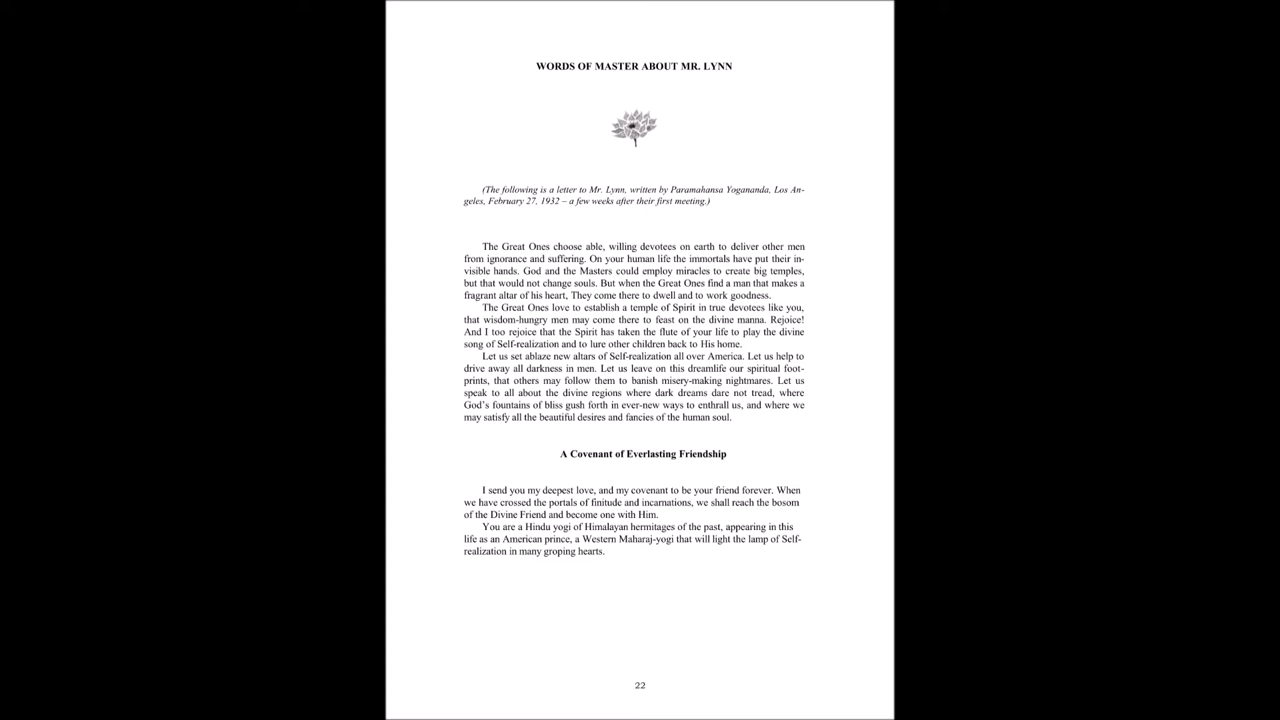 WORDS OF MASTER ABOUT MR. LYNN
(The following is a letter to Mr. Lynn, written by Paramahansa Yogananda, Los An-
geles, February 27, 1932 – a few weeks after their first meeting.)
The Great Ones choose able, willing devotees on earth to deliver other men
from ignorance and suffering. On your human life the immortals have put their in-
visible hands. God and the Masters could employ miracles to create big temples,
but that would not change souls. But when the Great Ones find a man that makes a
fragrant altar of his heart, They come there to dwell and to work goodness.
The Great Ones love to establish a temple of Spirit in true devotees like you,
that wisdom-hungry men may come there to feast on the divine manna. Rejoice!
And I too rejoice that the Spirit has taken the flute of your life to play the divine
song of Self-realization and to lure other children back to His home.
Let us set ablaze new altars of Self-realization all over America. Let us help to
drive away all darkness in men. Let us leave on this dreamlife our spiritual foot-
prints, that others may follow them to banish misery-making nightmares. Let us
speak to all about the divine regions where dark dreams dare not tread, where
God’s fountains of bliss gush forth in ever-new ways to enthrall us, and where we
may satisfy all the beautiful desires and fancies of the human soul.
A Covenant of Everlasting Friendship
I send you my deepest love, and my covenant to be your friend forever. When
we have crossed the portals of finitude and incarnations, we shall reach the bosom
of the Divine Friend and become one with Him.
You are a Hindu yogi of Himalayan hermitages of the past, appearing in this
life as an American prince, a Western Maharaj-yogi that will light the lamp of Self-
realization in many groping hearts.
22